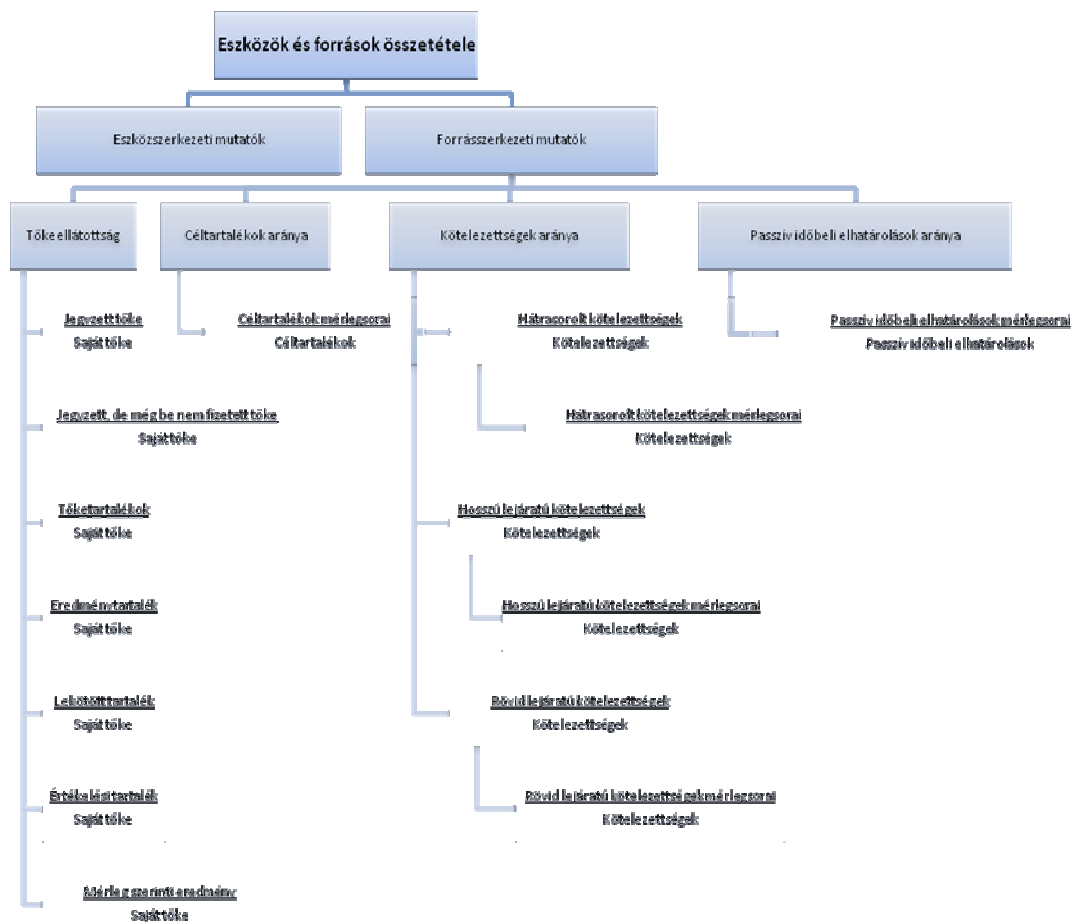 Eszközök és források összetétele
Eszközszerkezeti mutatók
Forrásszerkezeti mutatók
Tőkeellátottság
Céltartalékok aránya
Kötelezettségek aránya
Passzív időbeli elhatárolások aránya
Jegyzett tőke
Saját tőke
Jegyzett, de még be nem fizetett tőke
Saját tőke
Tőketartalékok
Saját tőke
Eredménytartalék
Saját tőke
Lekötött tartalék
Saját tőke
Értékelési tartalék
Saját tőke
Mérleg szerinti eredmény
Saját tőke
Céltartalékok mérlegsorai
Céltartalékok
Hátrasorolt kötelezettségek
Kötelezettségek
Hátrasorolt kötelezettségek mérlegsorai
Kötelezettségek
Hosszú lejáratú kötelezettségek
Kötelezettségek
Hosszú lejáratú kötelezettségek mérlegsorai
Kötelezettségek
Rövid lejáratú kötelezettségek
Kötelezettségek
Rövid lejáratú kötelezettségek mérlegsorai
Kötelezettségek
Passzív időbeli elhatárolások mérlegsorai
Passzív időbeli elhatárolások